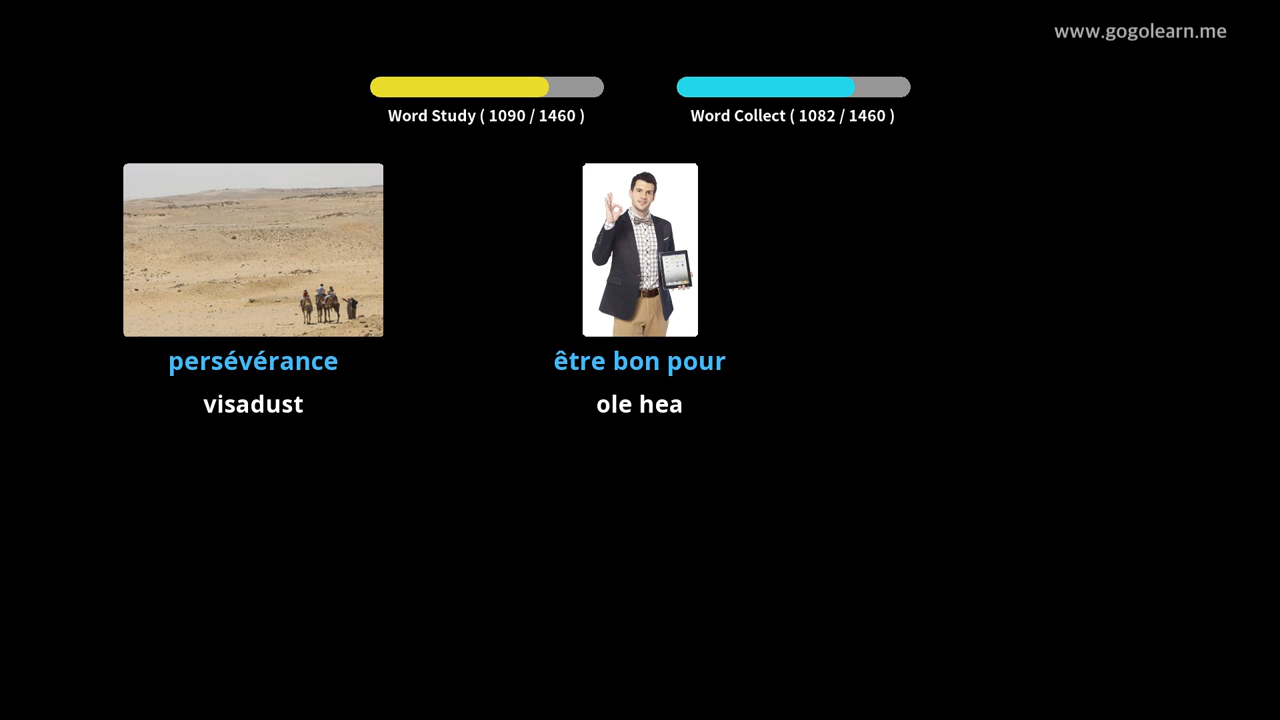 www.gogolearn.me
Word Study ( 1090 / 1460 )
Word Collect ( 1082 / 1460 )
persévérance
être bon pour
visadust
ole hea